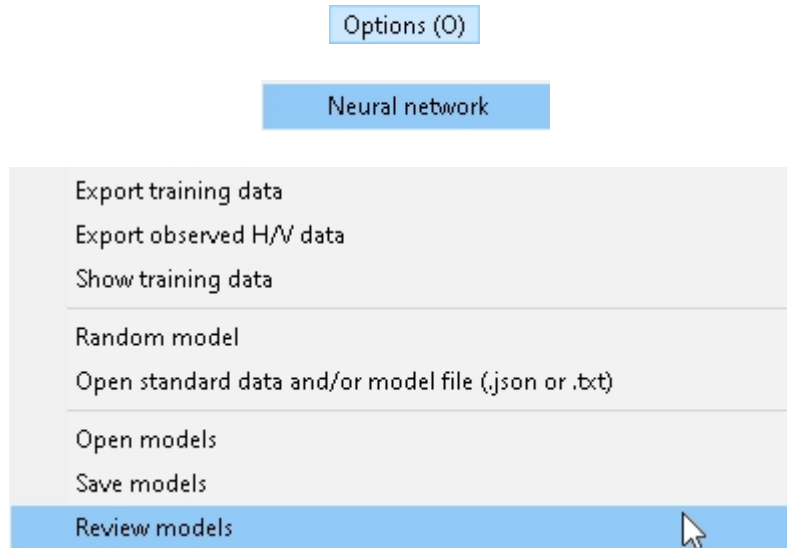 Options (O)
Neural network
Export training data
Export observed H/V data
Show training data
Random model
Open standard data and/or model file (.json or .txt)
Open models
Save models
Review models